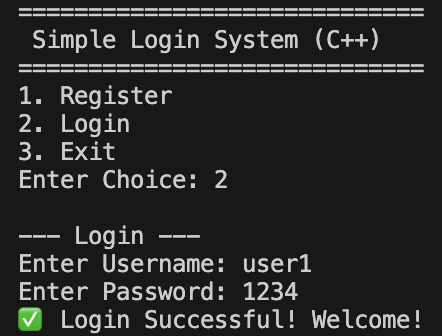 =============================
Simple Login System (C++)
=============================
1. Register
2. Login
3. Exit
Enter Choice: 2
--- Login ---
Enter Username: user1
Enter Password: 1234
✅ Login Successful! Welcome!